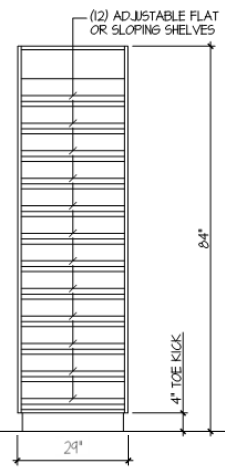 (12) ADJUSTABLE FLAT
OR SLOPING SHELVES
84"
4" TOE KICK
29"